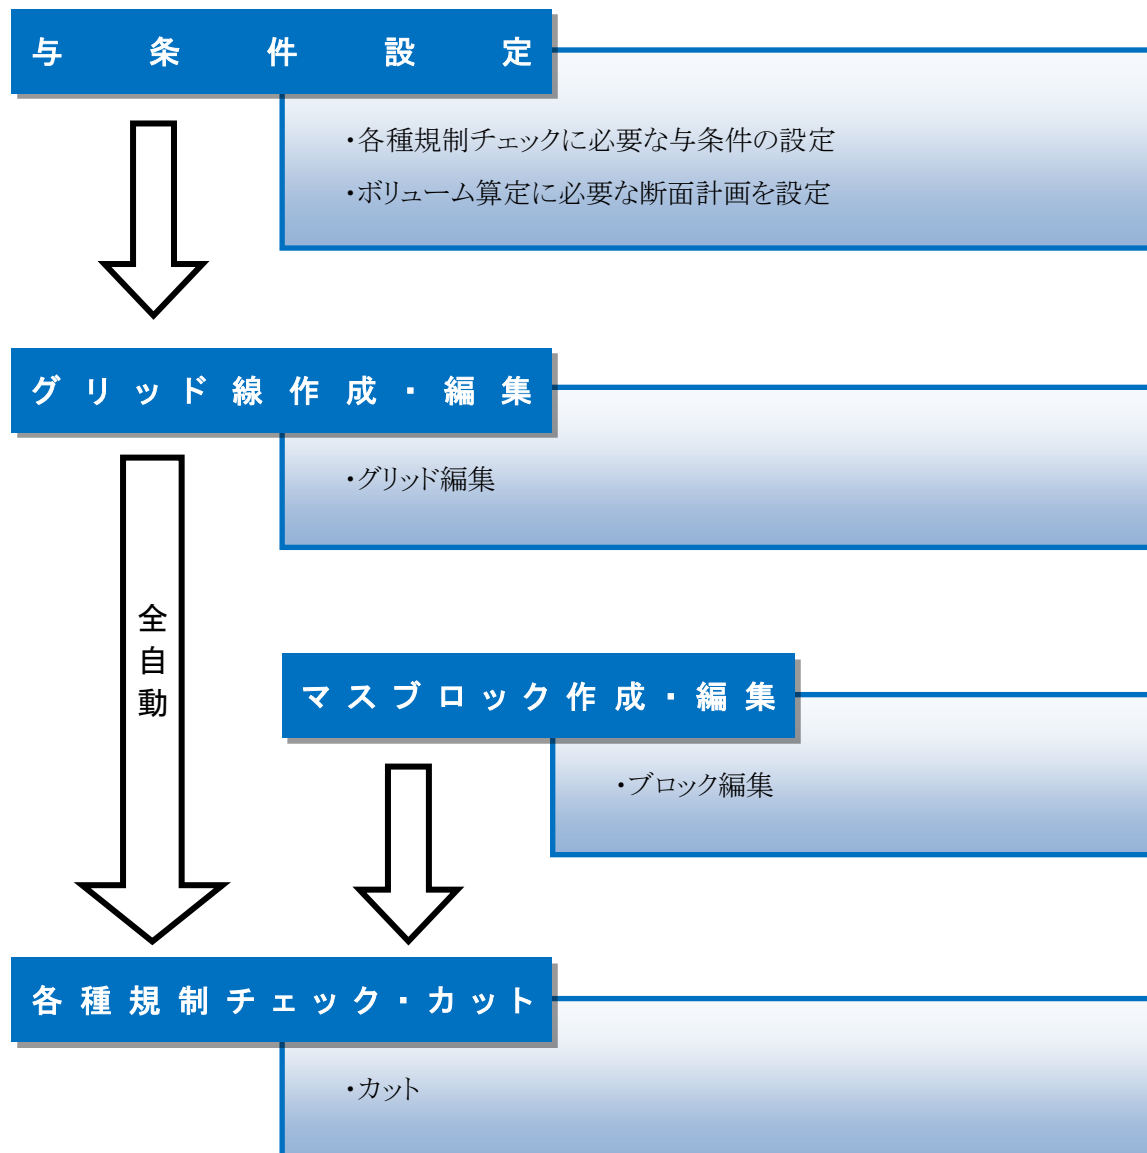 与条件設定
・各種規制チェックに必要な与条件の設定
・ボリューム算定に必要な断面計画を設定
グリッド線作成・編集
・グリッド編集
全自動
マスブロック作成・編集
・ブロック編集
各種規制チェック・カット
・カット